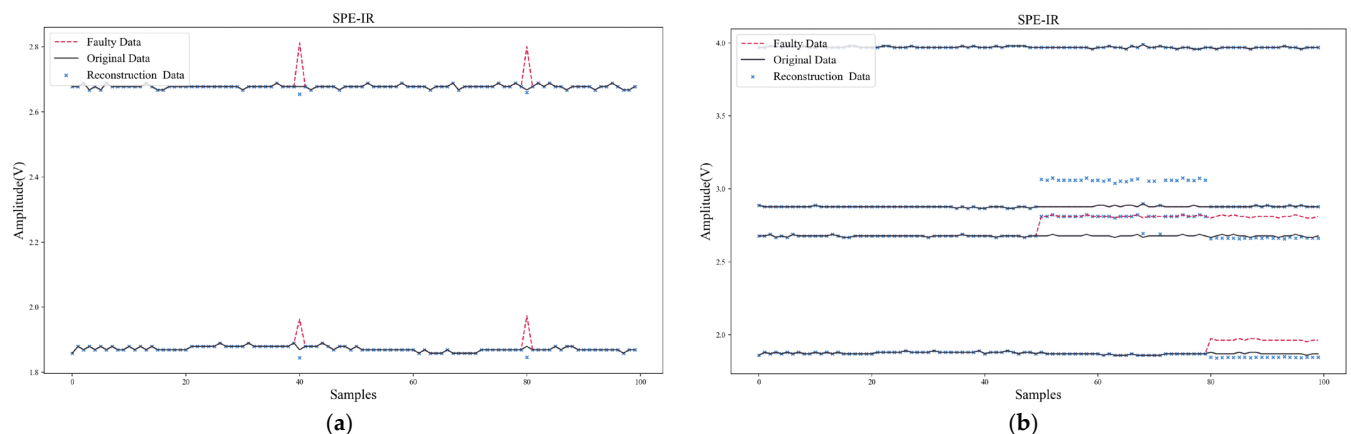 SPE-IR
Faulty Data
Original Data
Reconstruction Data
2.8
2.6
2.4
2.2
2.0
1.8
Amplitude(V)
0
20
40
60
80
100
Samples
(a)
SPE-IR
Faulty Data
Original Data
Reconstruction Data
4.0
3.5
3.0
2.5
2.0
Amplitude(V)
0
20
40
60
80
100
Samples
(b)